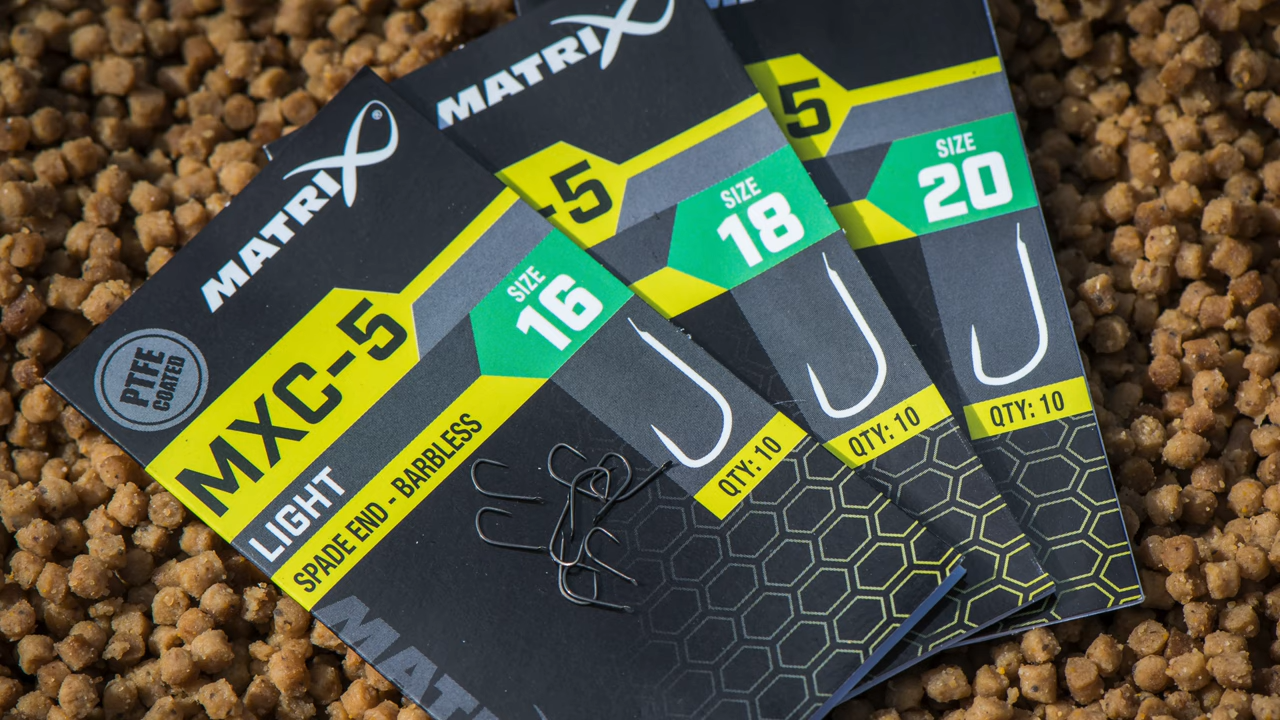 MATRIX
®
PTFE
COATED
MXC-5
LIGHT
SPADE END - BARBLESS
SIZE
16
QTY: 10
MATRIX
-5
SIZE
18
QTY: 10
5
SIZE
20
QTY: 10